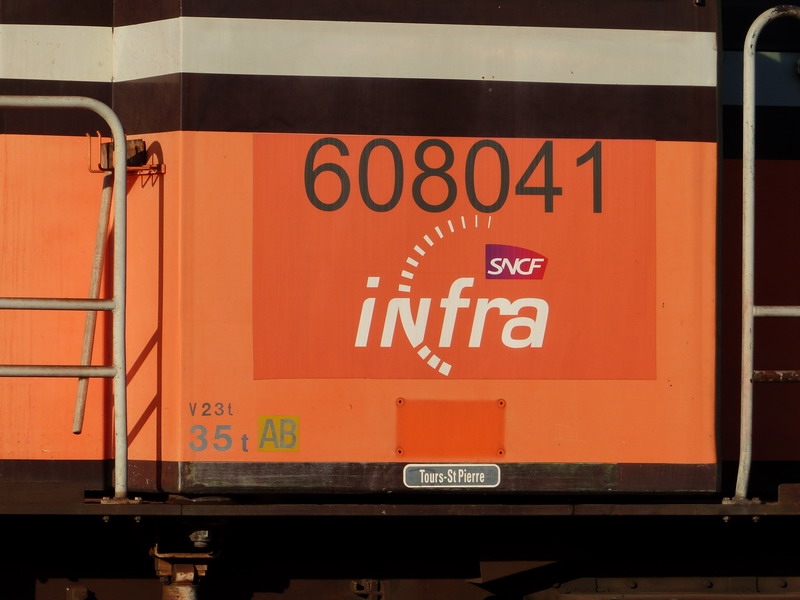 608041
SNCF
infra
V23t
35t AB
Tours-St Pierre